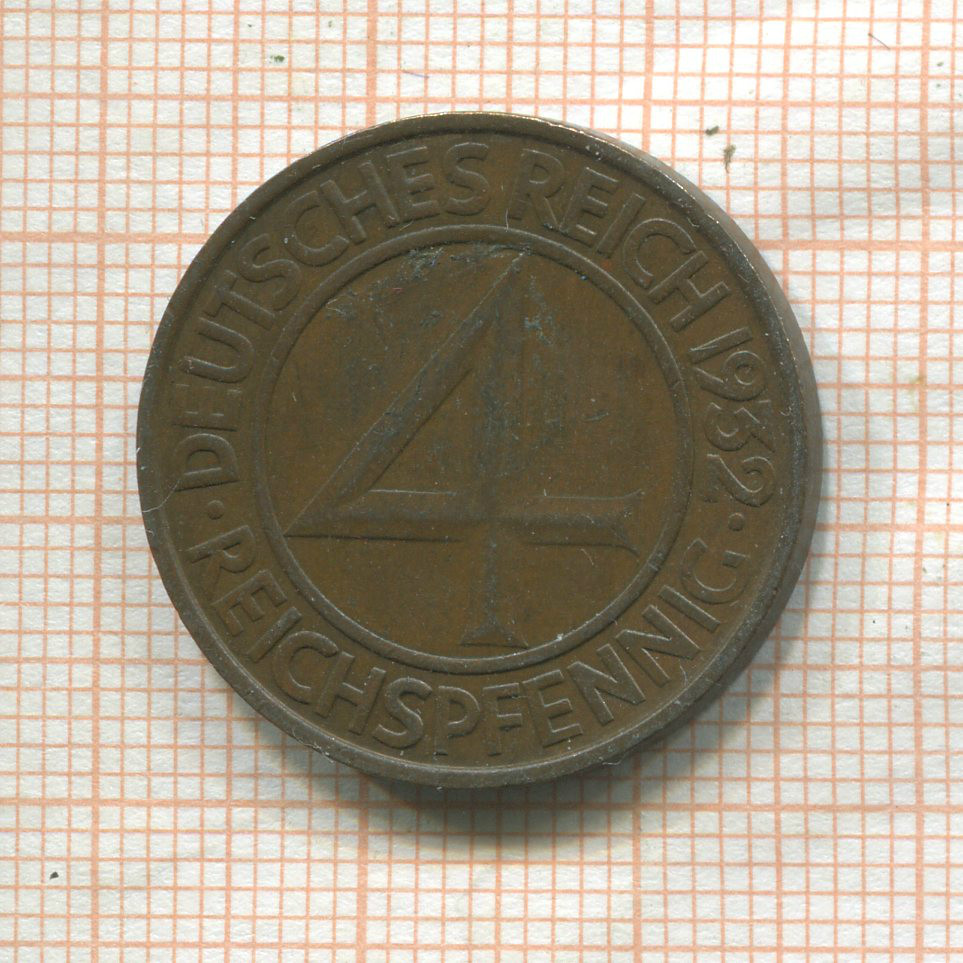 DEUTSCHES REICH 1932
4
REICHSPFENNIG